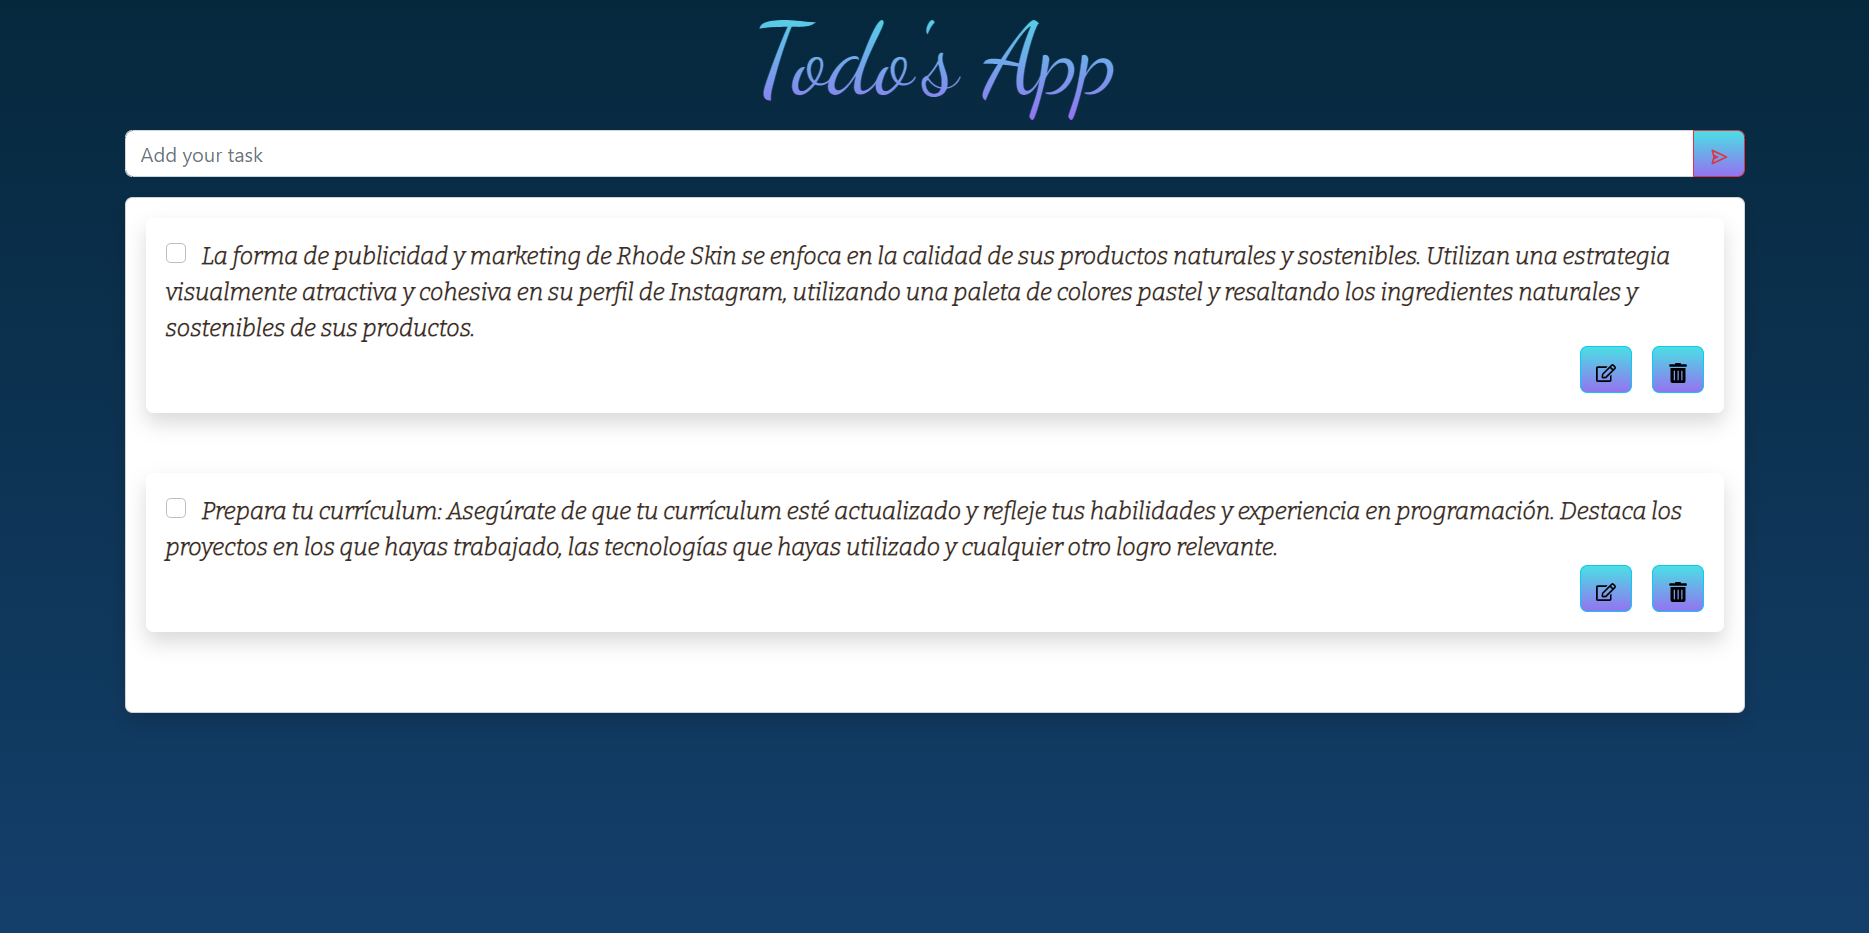 Todo's App
Add your task
La forma de publicidad y marketing de Rhode Skin se enfoca en la calidad de sus productos naturales y sostenibles. Utilizan una estrategia
visualmente atractiva y cohesiva en su perfil de Instagram, utilizando una paleta de colores pastel y resaltando los ingredientes naturales y
sostenibles de sus productos.
Prepara tu currículum: Asegúrate de que tu currículum esté actualizado y refleje tus habilidades y experiencia en programación. Destaca los
proyectos en los que hayas trabajado, las tecnologías que hayas utilizado y cualquier otro logro relevante.